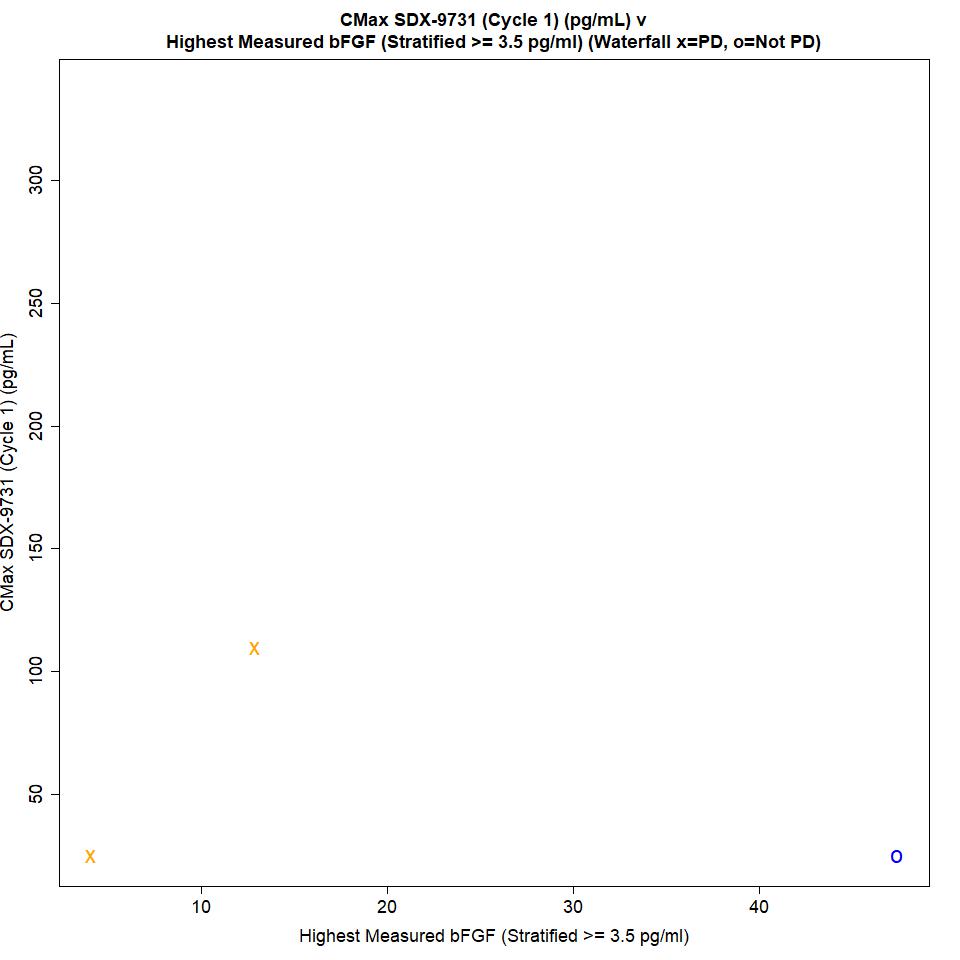 CMax SDX-9731 (Cycle 1) (pg/mL) v
Highest Measured bFGF (Stratified >= 3.5 pg/ml) (Waterfall x=PD, o=Not PD)
CMax SDX-9731 (Cycle 1) (pg/mL)
300
250
200
150
100
50
X
X
O
10
20
30
40
Highest Measured bFGF (Stratified >= 3.5 pg/ml)